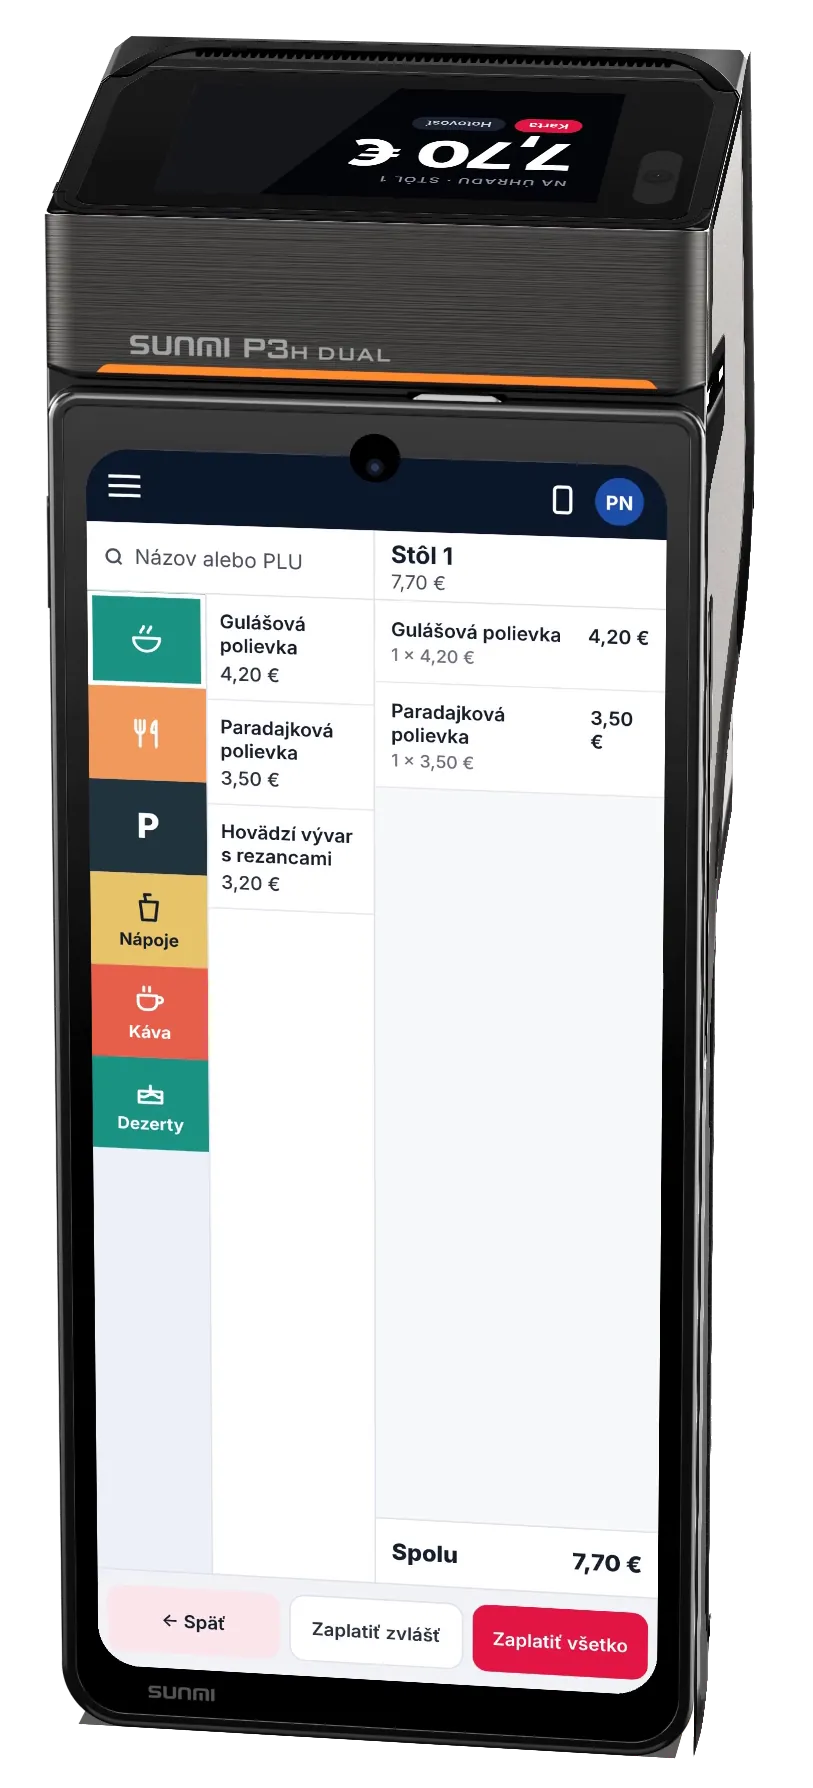 Karta
Hotovosť
7,70 €
NA ÚHRADU · STÔL 1
SUNMI P3H DUAL
PN
Názov alebo PLU
Stôl 1
7,70 €
Gulášová
polievka
4,20 €
Paradajková
polievka
3,50 €
Hovädzí vývar
s rezancami
3,20 €
P
Nápoje
Káva
Dezerty
Gulášová polievka
4,20 €
1 × 4,20 €
Paradajková
polievka
3,50
€
1 × 3,50 €
Spolu
7,70 €
← Späť
Zaplatiť zvlášť
Zaplatiť všetko
SUNMI